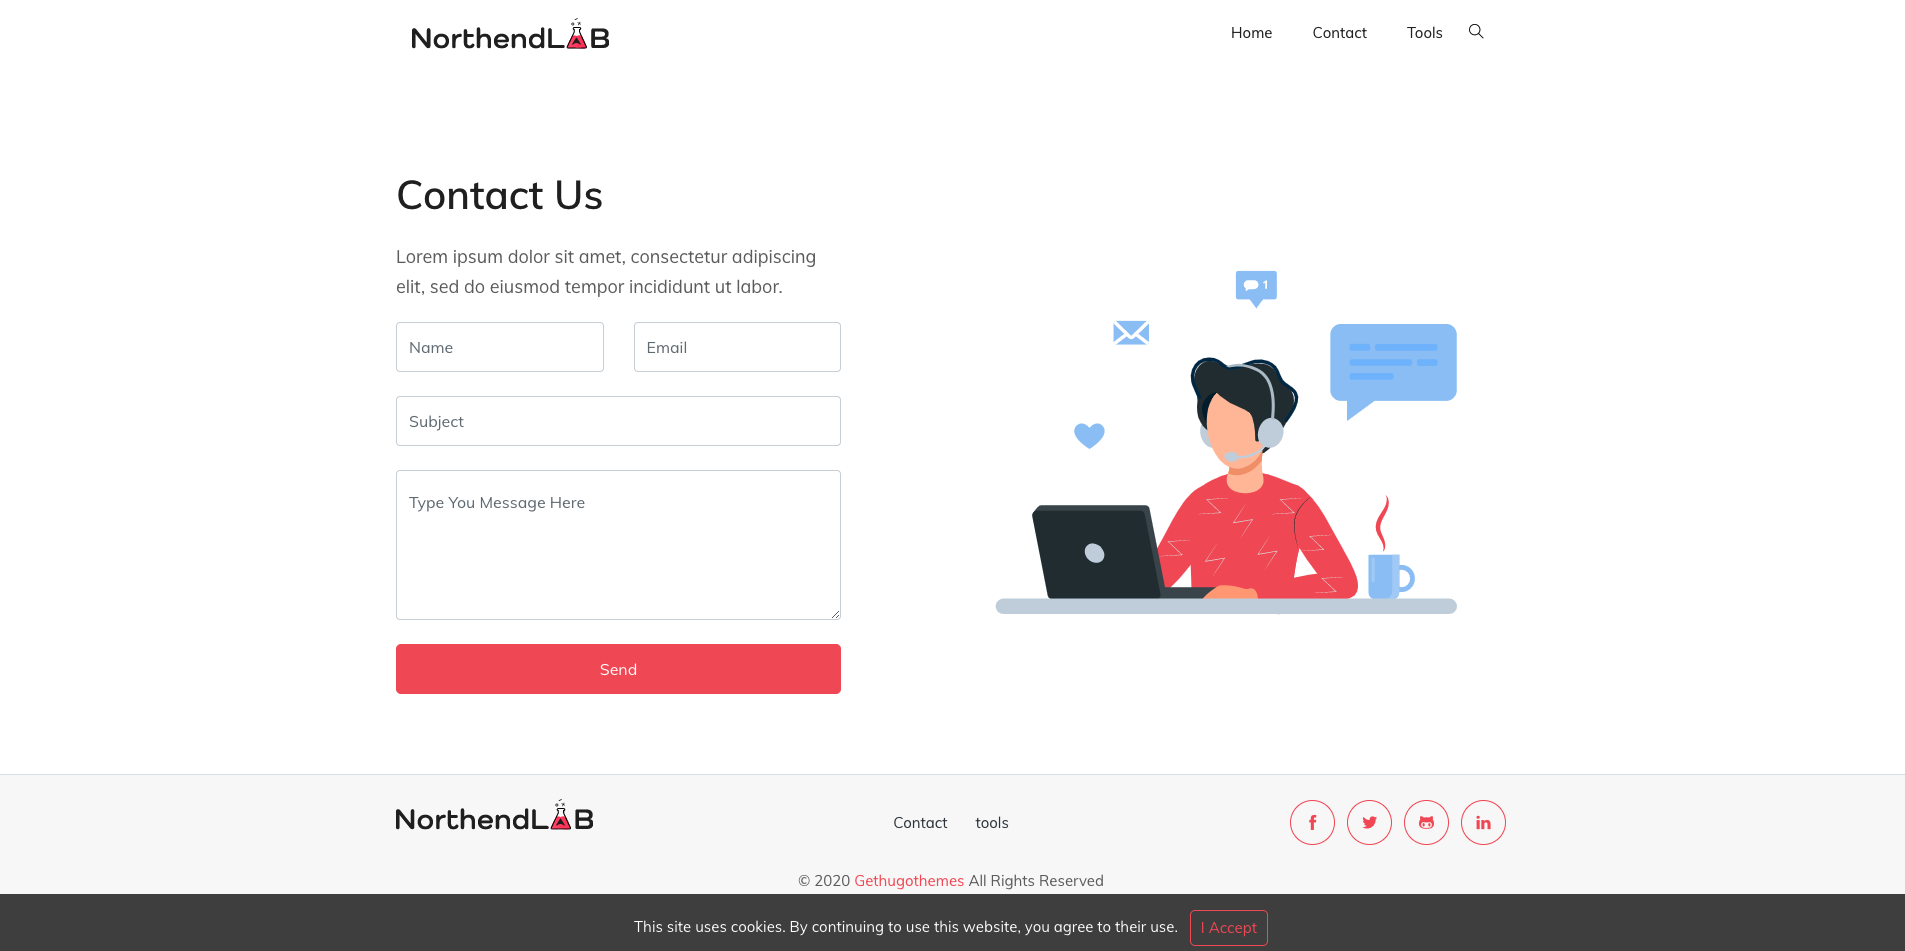 NorthendLAB
Home Contact Tools
Contact Us
Lorem ipsum dolor sit amet, consectetur adipiscing
elit, sed do eiusmod tempor incididunt ut labor.
1
Name Email
Subject
Type You Message Here
Send
NorthendLAB
Contact tools
f in
© 2020 Gethugothemes All Rights Reserved
This site uses cookies. By continuing to use this website, you agree to their use. I Accept